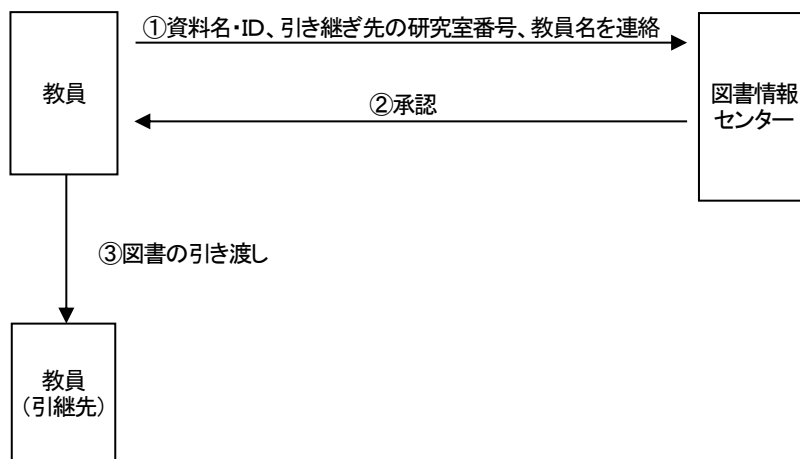 ①資料名・ID、引き継ぎ先の研究室番号、教員名を連絡
教員
図書情報
センター
②承認
③図書の引き渡し
教員
（引継先）